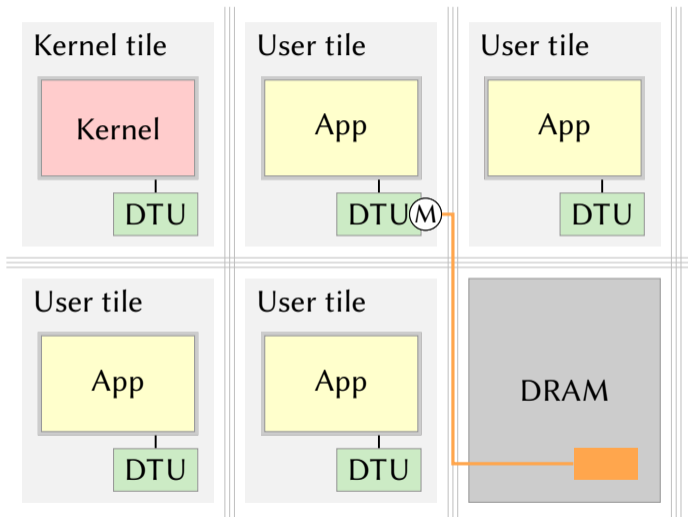 Kernel tile
Kernel
DTU
User tile
App
DTU
M
User tile
App
DTU
User tile
App
DTU
User tile
App
DTU
DRAM